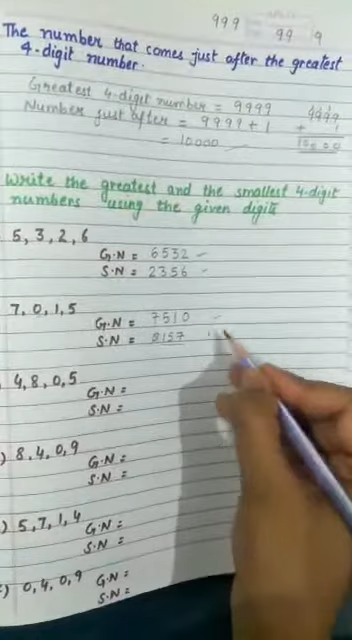 999
99 9
The number that comes just after the greatest
4-digit number.
Greatest 4-digit number = 9999
Number just after = 9999 + 1
= 10000
9999
+ 1
10000
Write the greatest and the smallest 4-digit
numbers using the given digits
5, 3, 2, 6
G.N = 6532
S.N = 2356
7, 0, 1, 5
G.N = 7510
S.N = 0157
4, 8, 0, 5
G.N =
S.N =
) 8, 4, 0, 9
G.N =
S.N =
) 5, 7, 1, 4
G.N =
S.N =
) 0, 4, 0, 9
G.N =
S.N =